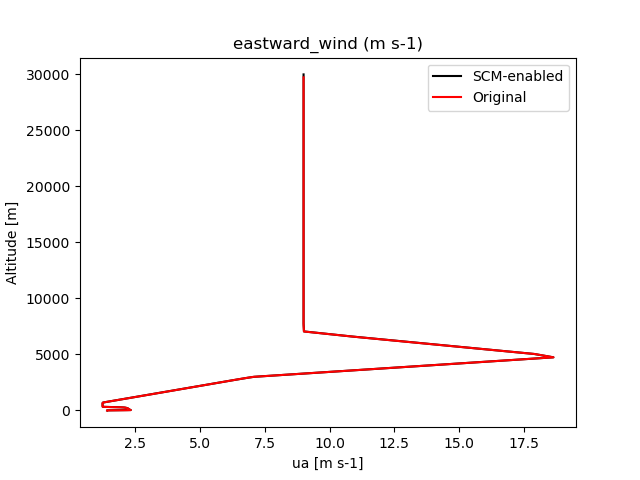 eastward_wind (m s-1)
SCM-enabled
Original
30000
25000
20000
15000
10000
5000
0
Altitude [m]
2.5
5.0
7.5
10.0
12.5
15.0
17.5
ua [m s-1]